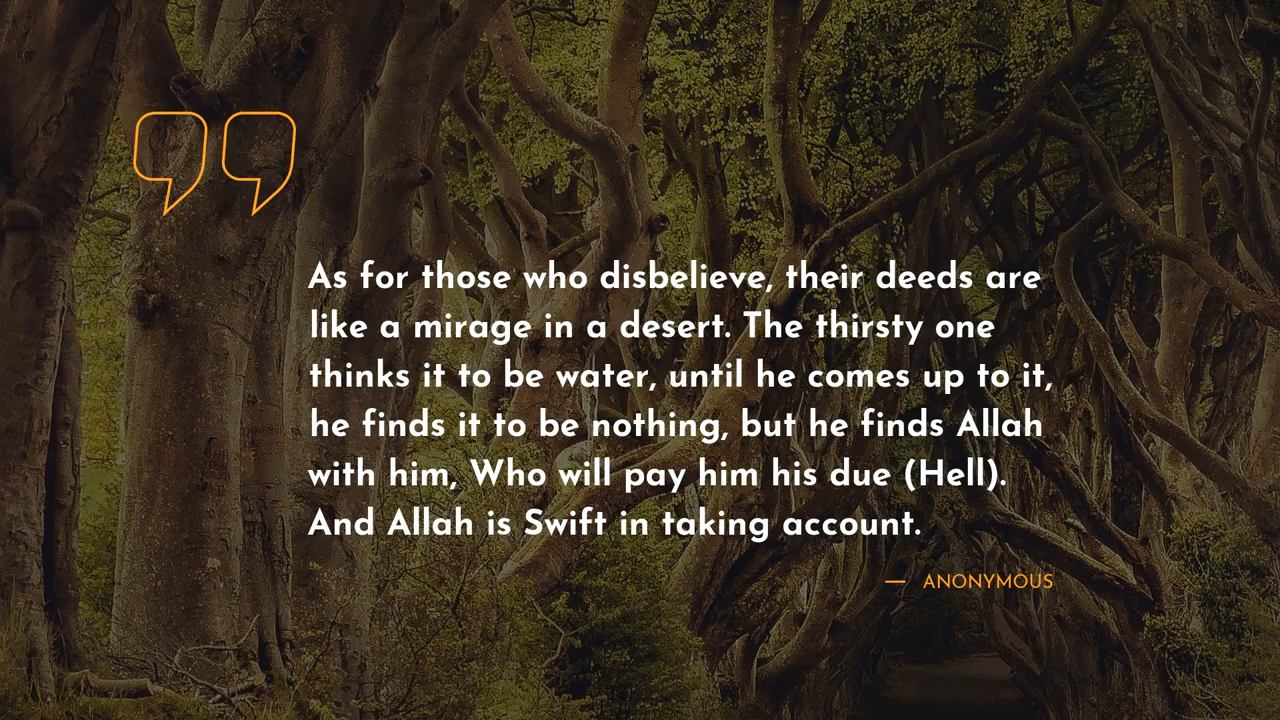 As for those who disbelieve, their deeds are
like a mirage in a desert. The thirsty one
thinks it to be water, until he comes up to it,
he finds it to be nothing, but he finds Allah
with him, Who will pay him his due (Hell).
And Allah is Swift in taking account.
— ANONYMOUS